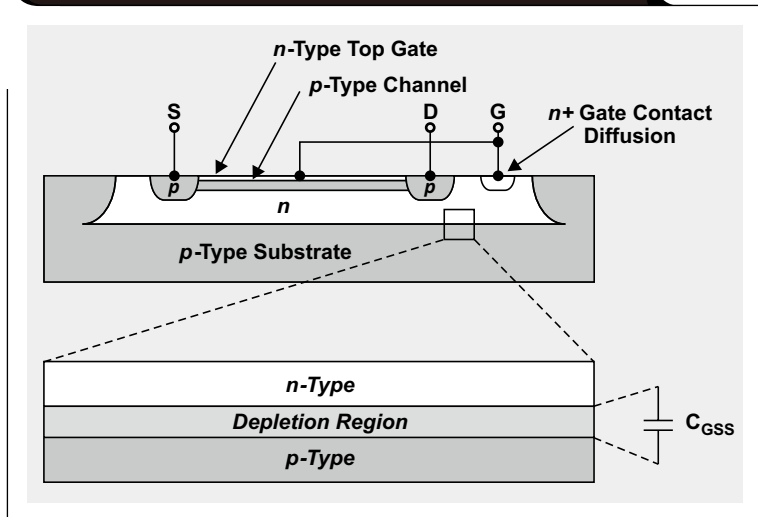 n-Type Top Gate
p-Type Channel
S
D
G
n+ Gate Contact
Diffusion
p
p
n
p-Type Substrate
n-Type
Depletion Region
C_GSS
p-Type